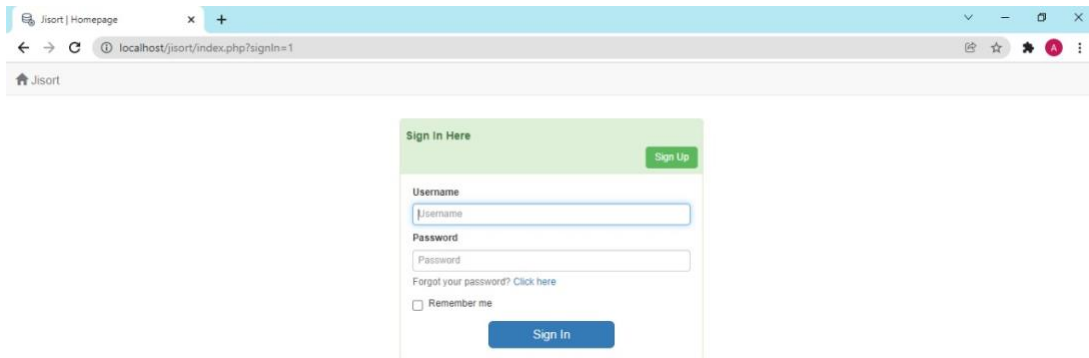 Jisort | Homepage
localhost/jisort/index.php?signIn=1
A
Jisort
Sign In Here
Sign Up
Username
Username
Password
Password
Forgot your password? Click here
Remember me
Sign In